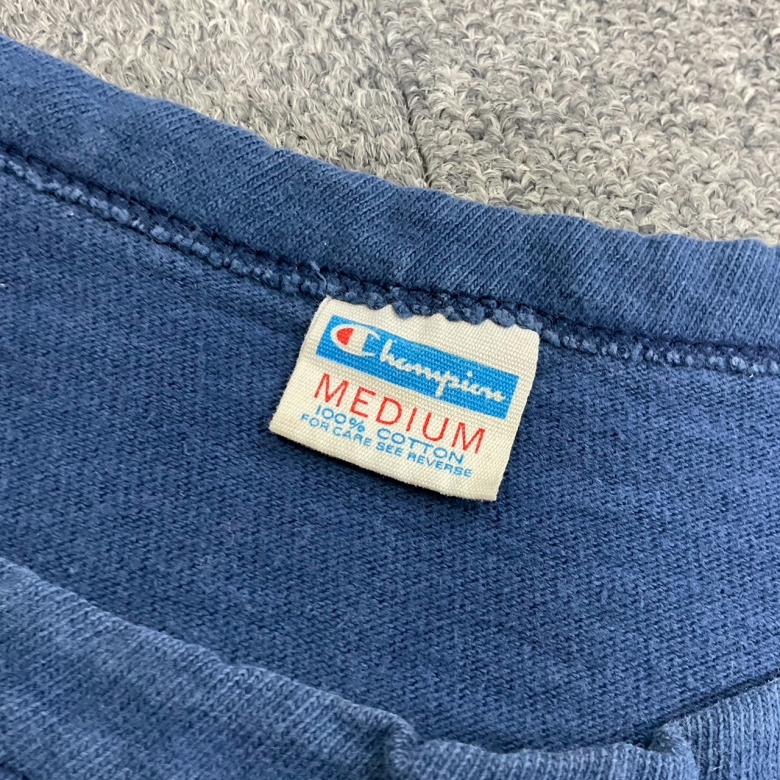 Champion
MEDIUM
100% COTTON
FOR CARE SEE REVERSE